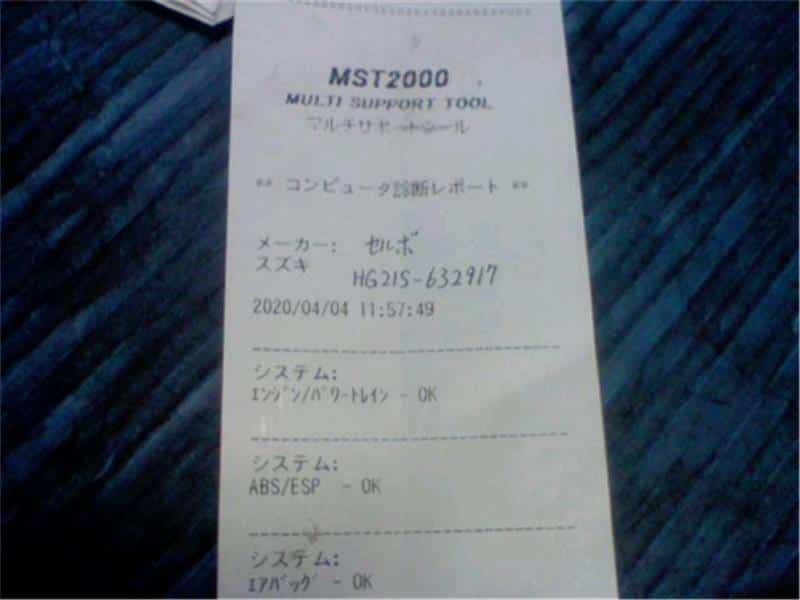 MST2000
MULTI SUPPORT TOOL
マルチサポートツール
** コンピュータ診断レポート **
メーカー: セルボ
スズキ HG21S-632917
2020/04/04 11:57:49
システム:
ｴﾝｼﾞﾝ/ﾊﾟﾜｰﾄﾚｲﾝ - OK
システム:
ABS/ESP - OK
システム:
ｴｱﾊﾞｯｸﾞ - OK